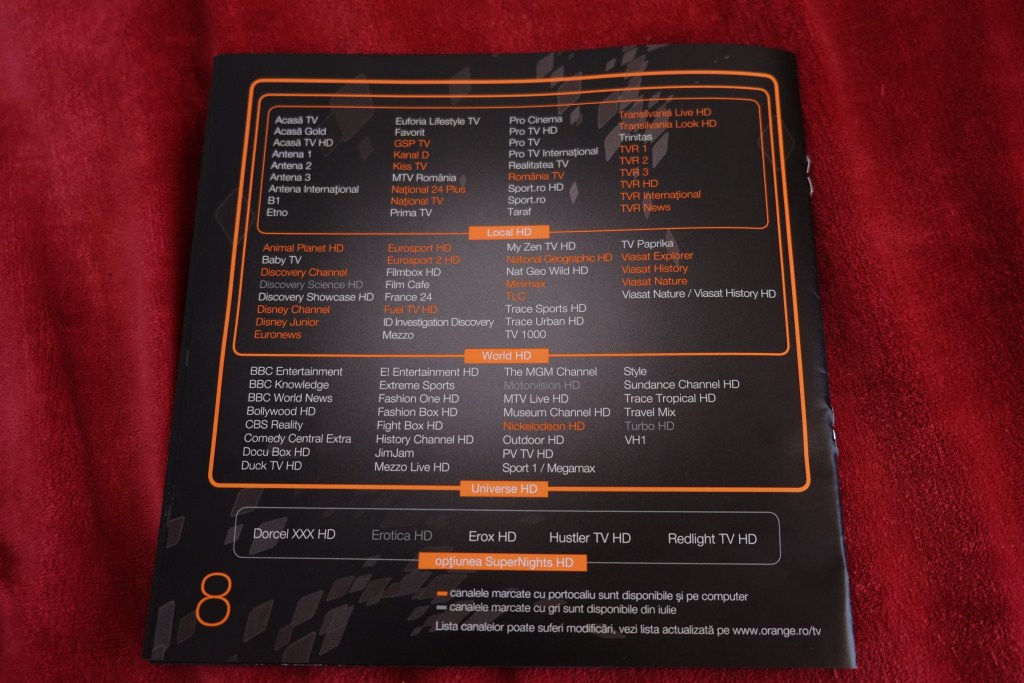 Acasă TV
Acasă Gold
Acasă TV HD
Antena 1
Antena 2
Antena 3
Antena Internaţional
B1
Etno
Euforia Lifestyle TV
Favorit
GSP TV
Kanal D
Kiss TV
MTV România
Naţional 24 Plus
Naţional TV
Prima TV
Pro Cinema
Pro TV HD
Pro TV
Pro TV Internaţional
Realitatea TV
România TV
Sport.ro HD
Sport.ro
Taraf
Transilvania Live HD
Transilvania Look HD
Trinitas
TVR 1
TVR 2
TVR 3
TVR HD
TVR Internaţional
TVR News
Local HD
Animal Planet HD
Baby TV
Discovery Channel
Discovery Science HD
Discovery Showcase HD
Disney Channel
Disney Junior
Euronews
Eurosport HD
Eurosport 2 HD
Filmbox HD
Film Cafe
France 24
Fuel TV HD
ID Investigation Discovery
Mezzo
My Zen TV HD
National Geographic HD
Nat Geo Wild HD
Minimax
TLC
Trace Sports HD
Trace Urban HD
TV 1000
TV Paprika
Viasat Explorer
Viasat History
Viasat Nature
Viasat Nature / Viasat History HD
World HD
BBC Entertainment
BBC Knowledge
BBC World News
Bollywood HD
CBS Reality
Comedy Central Extra
Docu Box HD
Duck TV HD
E! Entertainment HD
Extreme Sports
Fashion One HD
Fashion Box HD
Fight Box HD
History Channel HD
JimJam
Mezzo Live HD
The MGM Channel
Motorvision HD
MTV Live HD
Museum Channel HD
Nickelodeon HD
Outdoor HD
PV TV HD
Sport 1 / Megamax
Style
Sundance Channel HD
Trace Tropical HD
Travel Mix
Turbo HD
VH1
Universe HD
Dorcel XXX HD
Erotica HD
Erox HD
Hustler TV HD
Redlight TV HD
opţiunea SuperNights HD
canalele marcate cu portocaliu sunt disponibile şi pe computer
canalele marcate cu gri sunt disponibile din iulie
Lista canalelor poate suferi modificări, vezi lista actualizată pe www.orange.ro/tv
8